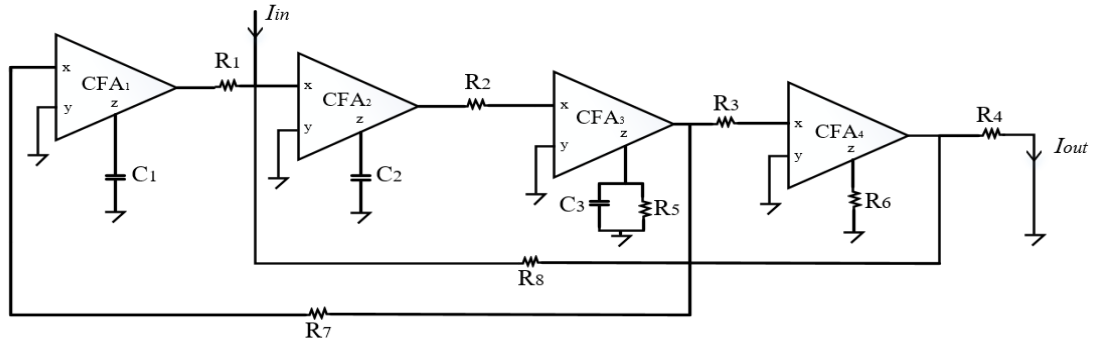 Iin
R1
x
CFA1
y
z
C1
x
CFA2
y
z
C2
R2
x
CFA3
y
z
C3
R5
R3
x
CFA4
y
z
R6
R4
Iout
R8
R7